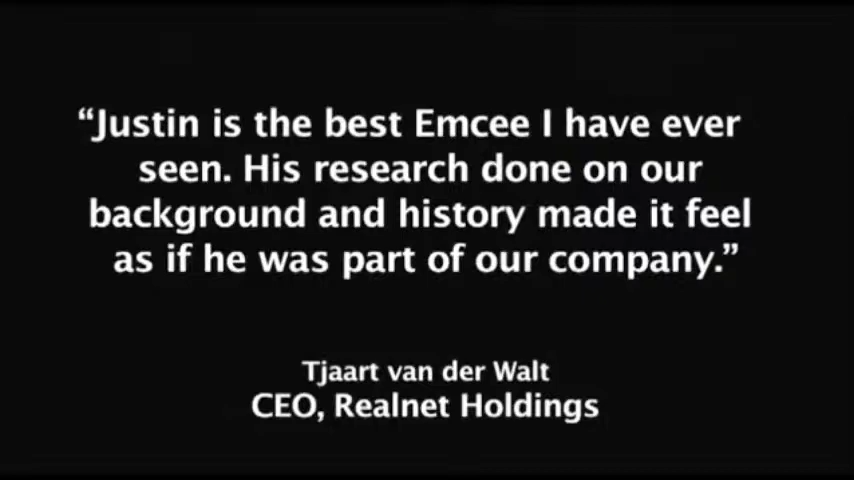 “Justin is the best Emcee I have ever
seen. His research done on our
background and history made it feel
as if he was part of our company.”
Tjaart van der Walt
CEO, Realnet Holdings